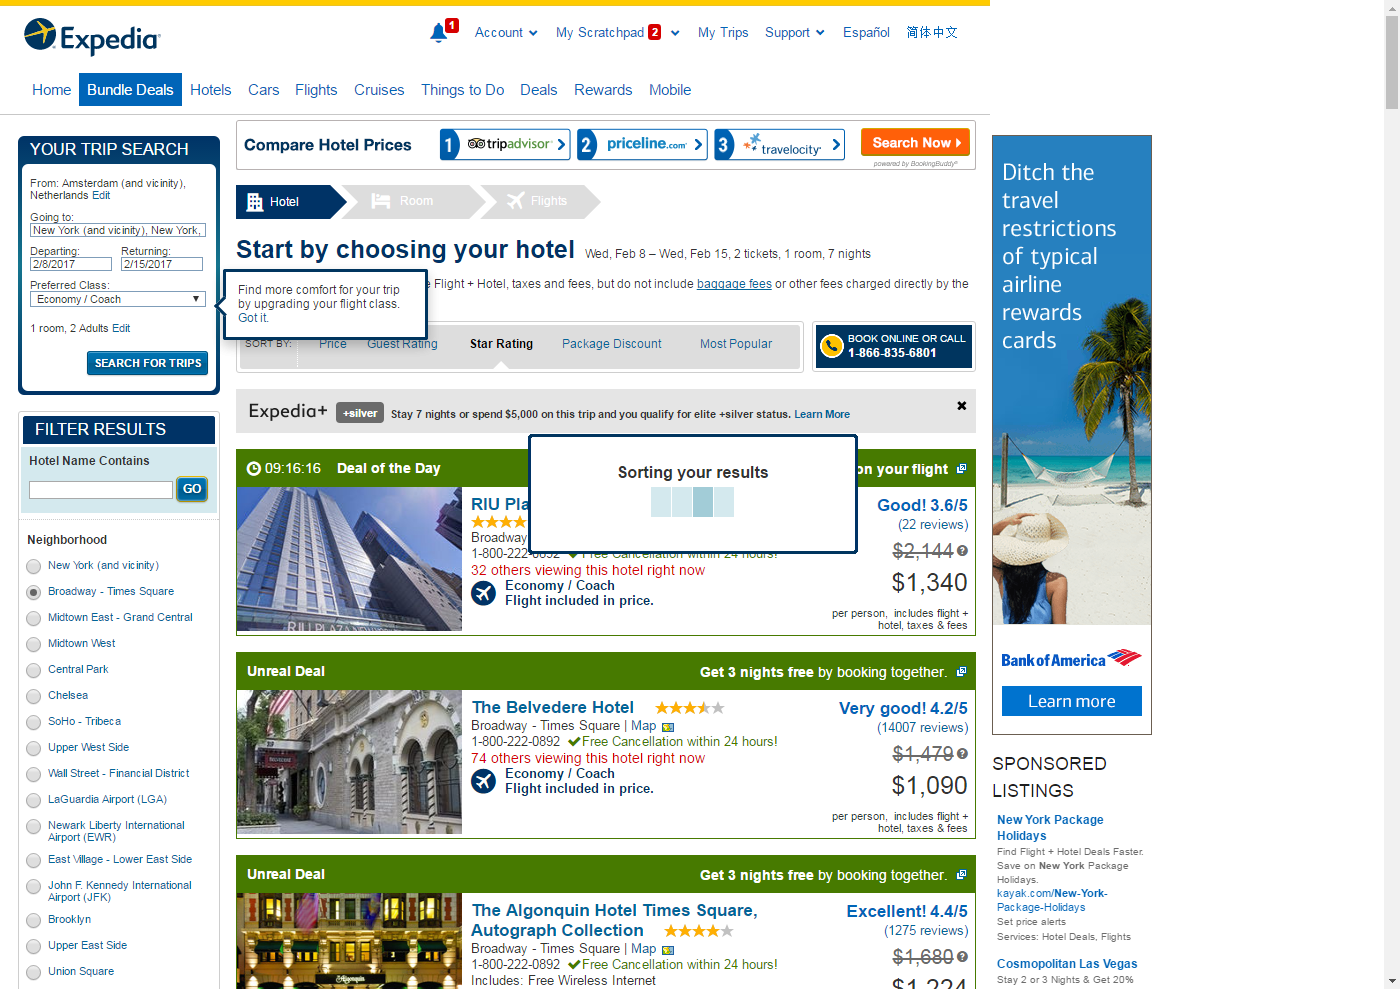 Expedia
1
Account
My Scratchpad 2
My Trips
Support
Español
简体中文
Home
Bundle Deals
Hotels
Cars
Flights
Cruises
Things to Do
Deals
Rewards
Mobile
YOUR TRIP SEARCH
From: Amsterdam (and vicinity),
Netherlands Edit
Going to:
New York (and vicinity), New York,
Departing:
Returning:
2/8/2017
2/15/2017
Preferred Class:
Economy / Coach
1 room, 2 Adults Edit
SEARCH FOR TRIPS
FILTER RESULTS
Hotel Name Contains
GO
Neighborhood
New York (and vicinity)
Broadway - Times Square
Midtown East - Grand Central
Midtown West
Central Park
Chelsea
SoHo - Tribeca
Upper West Side
Wall Street - Financial District
LaGuardia Airport (LGA)
Newark Liberty International
Airport (EWR)
East Village - Lower East Side
John F. Kennedy International
Airport (JFK)
Brooklyn
Upper East Side
Union Square
Compare Hotel Prices
1 tripadvisor
2 priceline.com
3 travelocity
Search Now
powered by BookingBuddy
Hotel
Room
Flights
Start by choosing your hotel
Wed, Feb 8 – Wed, Feb 15, 2 tickets, 1 room, 7 nights
Find more comfort for your trip
by upgrading your flight class.
Got it.
e Flight + Hotel, taxes and fees, but do not include baggage fees or other fees charged directly by the
SORT BY:
Price
Guest Rating
Star Rating
Package Discount
Most Popular
BOOK ONLINE OR CALL
1-866-835-6801
Expedia+
+silver
Stay 7 nights or spend $5,000 on this trip and you qualify for elite +silver status. Learn More
Sorting your results
09:16:16 Deal of the Day
on your flight
RIU Pla
Broadway
1-800-222-0892 Free Cancellation within 24 hours!
32 others viewing this hotel right now
Economy / Coach
Flight included in price.
Good! 3.6/5
(22 reviews)
$2,144
$1,340
per person, includes flight +
hotel, taxes & fees
RIU PLAZA
Unreal Deal
Get 3 nights free by booking together.
The Belvedere Hotel
Broadway - Times Square | Map
1-800-222-0892 Free Cancellation within 24 hours!
74 others viewing this hotel right now
Economy / Coach
Flight included in price.
Very good! 4.2/5
(14007 reviews)
$1,479
$1,090
per person, includes flight +
hotel, taxes & fees
Unreal Deal
Get 3 nights free by booking together.
The Algonquin Hotel Times Square,
Autograph Collection
Broadway - Times Square | Map
1-800-222-0892 Free Cancellation within 24 hours!
Includes: Free Wireless Internet
Excellent! 4.4/5
(1275 reviews)
$1,680
$1,224
Algonquin
Ditch the
travel
restrictions
of typical
airline
rewards
cards
Bank of America
Learn more
SPONSORED
LISTINGS
New York Package
Holidays
Find Flight + Hotel Deals Faster.
Save on New York Package
Holidays.
kayak.com/New-York-
Package-Holidays
Set price alerts
Services: Hotel Deals, Flights
Cosmopolitan Las Vegas
Stay 2 or 3 Nights & Get 20%